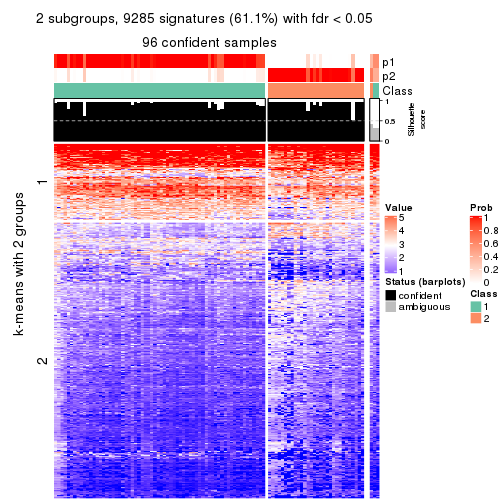 2 subgroups, 9285 signatures (61.1%) with fdr < 0.05
96 confident samples
p1
p2
Class
1
0.5
0
Silhouette
score
k-means with 2 groups
1
2
Value
5
4
3
2
1
Status (barplots)
confident
ambiguous
Prob
1
0.8
0.6
0.4
0.2
0
Class
1
2